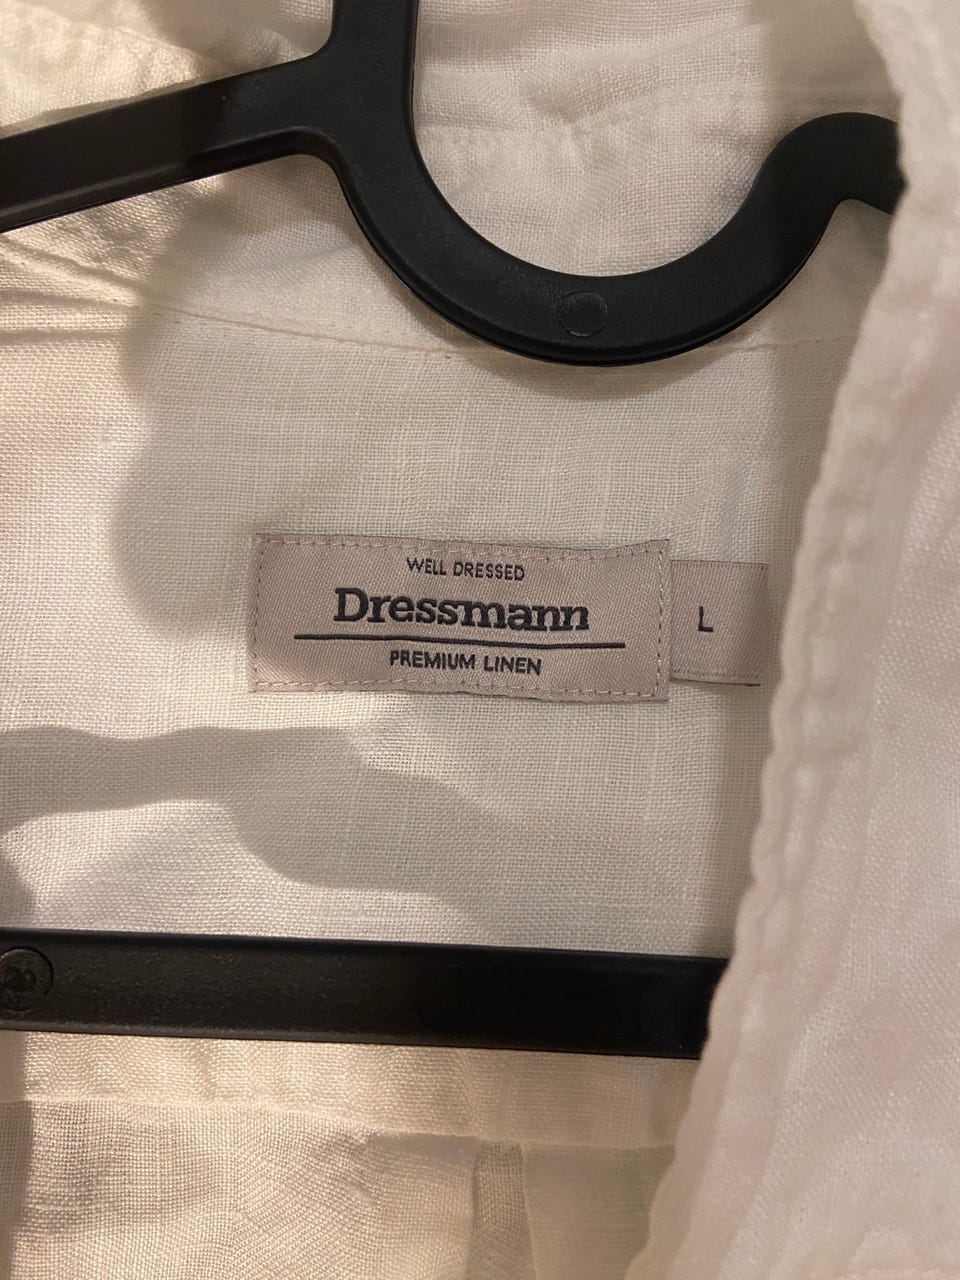 WELL DRESSED
Dressmann
PREMIUM LINEN
L